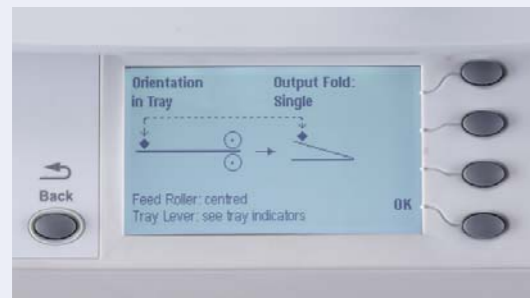 Orientation
in Tray
Output Fold:
Single
Feed Roller: centred
Tray Lever: see tray indicators
OK
Back